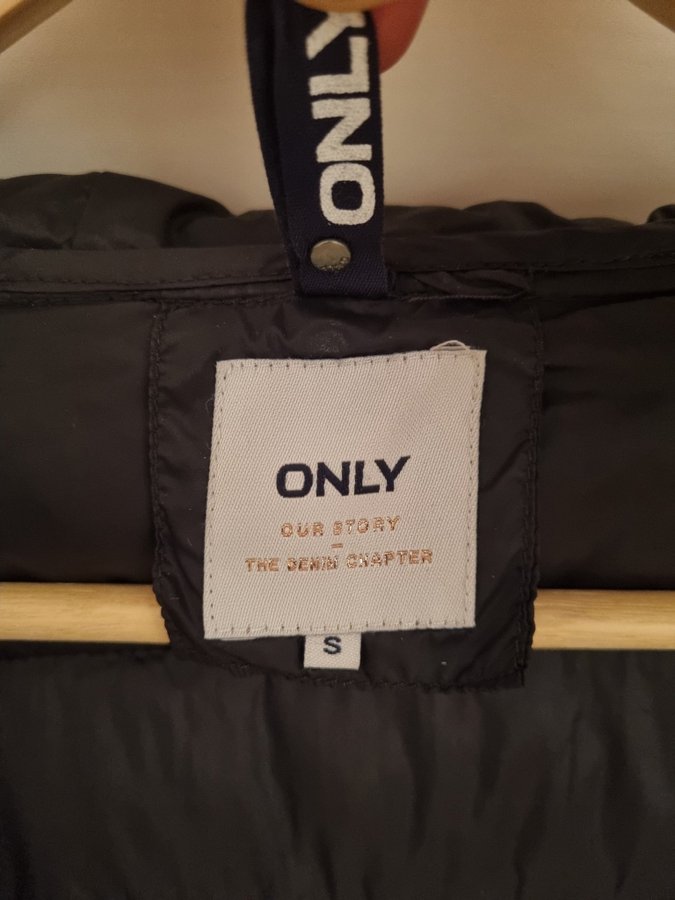 ONLY
ONLY
OUR STORY
–
THE DENIM CHAPTER
S